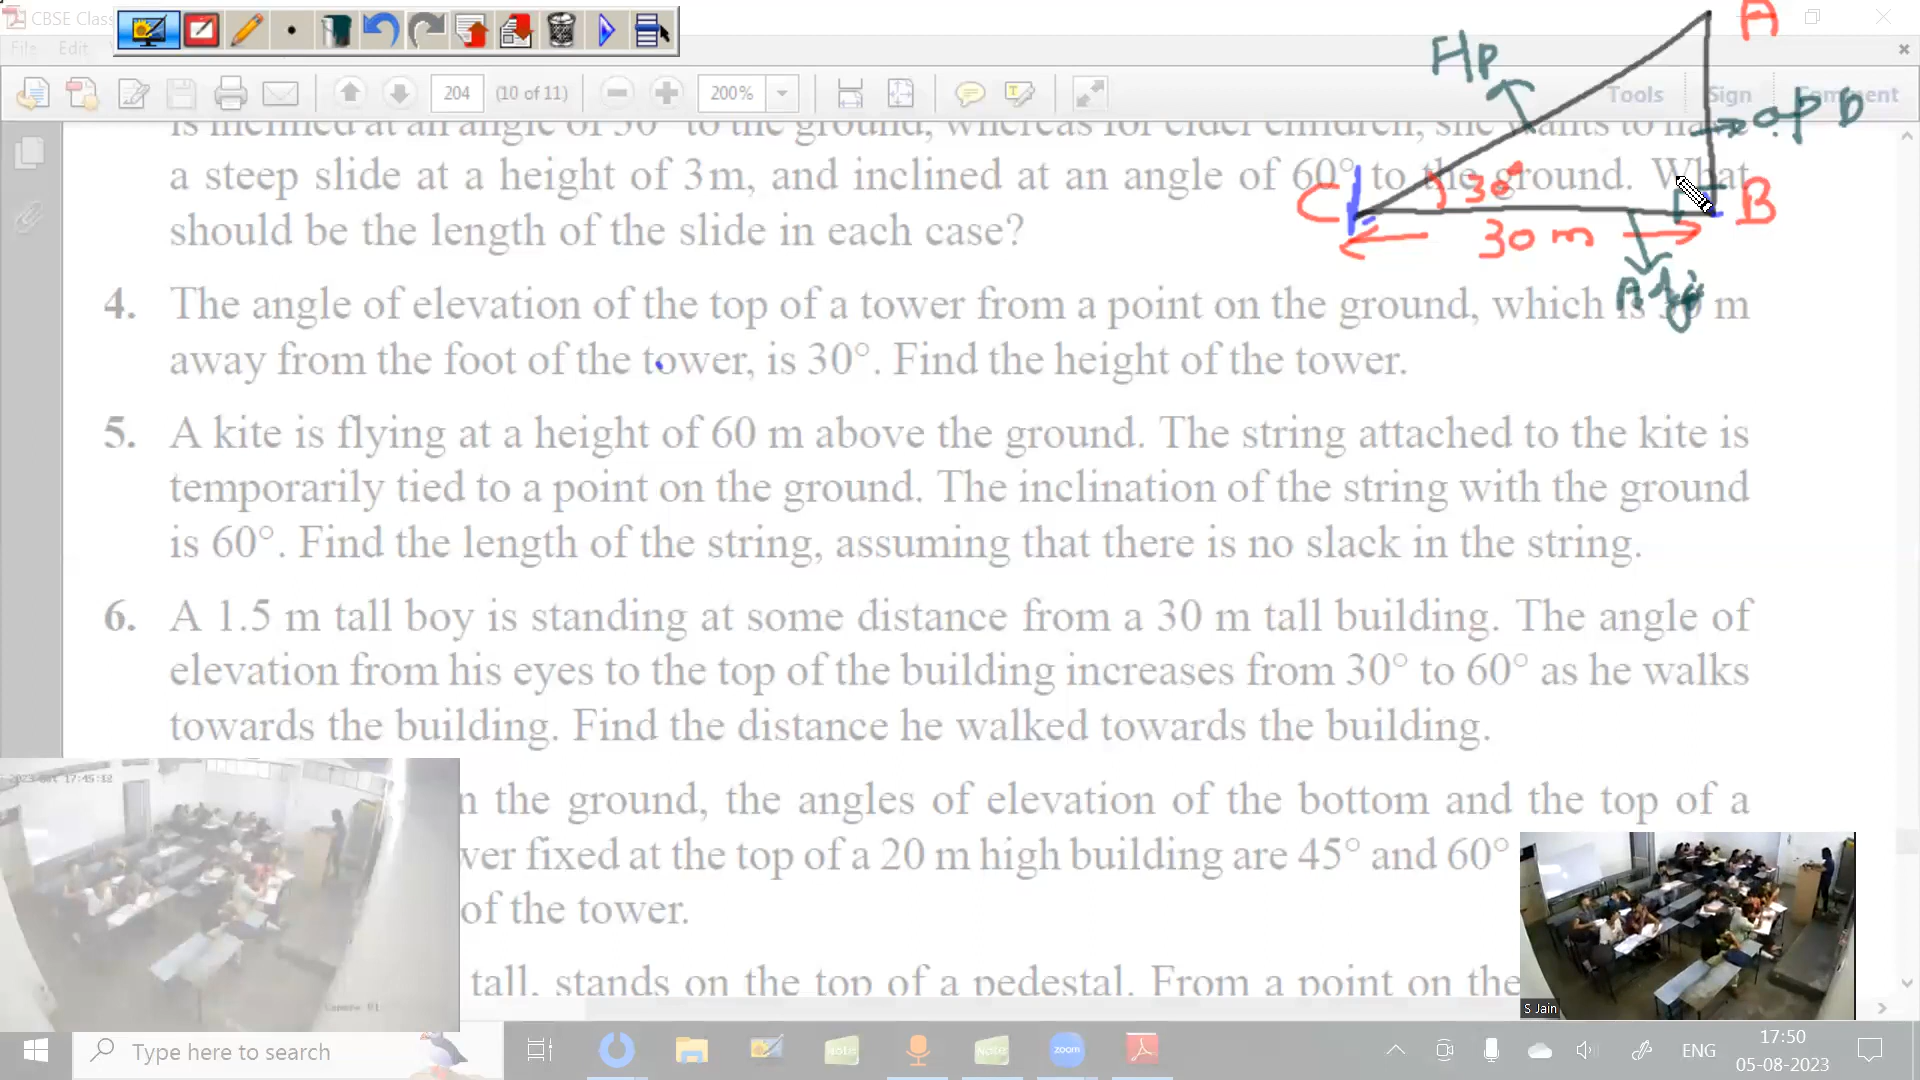 CBSE Class
File Edit
204 (10 of 11) 200% Tools Sign Comment
Hp
A
opp
is inclined at an angle of 30° to the ground, whereas for elder children, she wants to have
a steep slide at a height of 3m, and inclined at an angle of 60° to the ground. What
C 30° B
should be the length of the slide in each case?
30 m
Adj
4. The angle of elevation of the top of a tower from a point on the ground, which is 30 m
away from the foot of the tower, is 30°. Find the height of the tower.
5. A kite is flying at a height of 60 m above the ground. The string attached to the kite is
temporarily tied to a point on the ground. The inclination of the string with the ground
is 60°. Find the length of the string, assuming that there is no slack in the string.
6. A 1.5 m tall boy is standing at some distance from a 30 m tall building. The angle of
elevation from his eyes to the top of the building increases from 30° to 60° as he walks
towards the building. Find the distance he walked towards the building.
n the ground, the angles of elevation of the bottom and the top of a
wer fixed at the top of a 20 m high building are 45° and 60°
of the tower.
tall, stands on the top of a pedestal. From a point on the
Camera 01
S Jain
Type here to search
Note
Note
zoom
ENG
17:50
05-08-2023